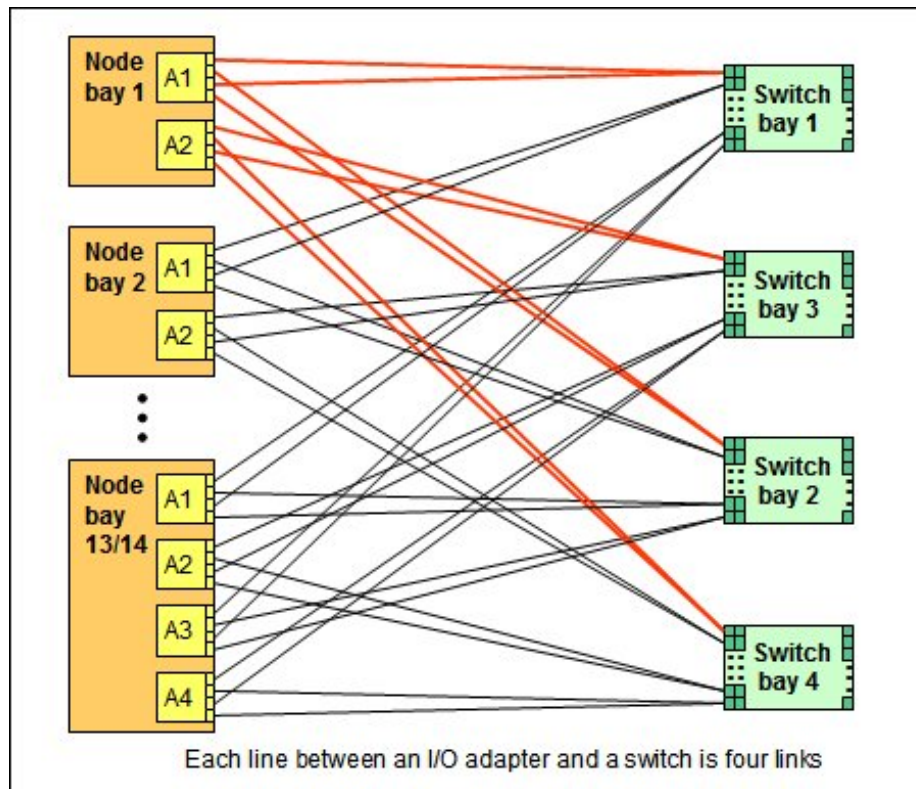 Node
bay 1
A1
A2
Node
bay 2
A1
A2
Node
bay
13/14
A1
A2
A3
A4
Switch
bay 1
Switch
bay 3
Switch
bay 2
Switch
bay 4
Each line between an I/O adapter and a switch is four links